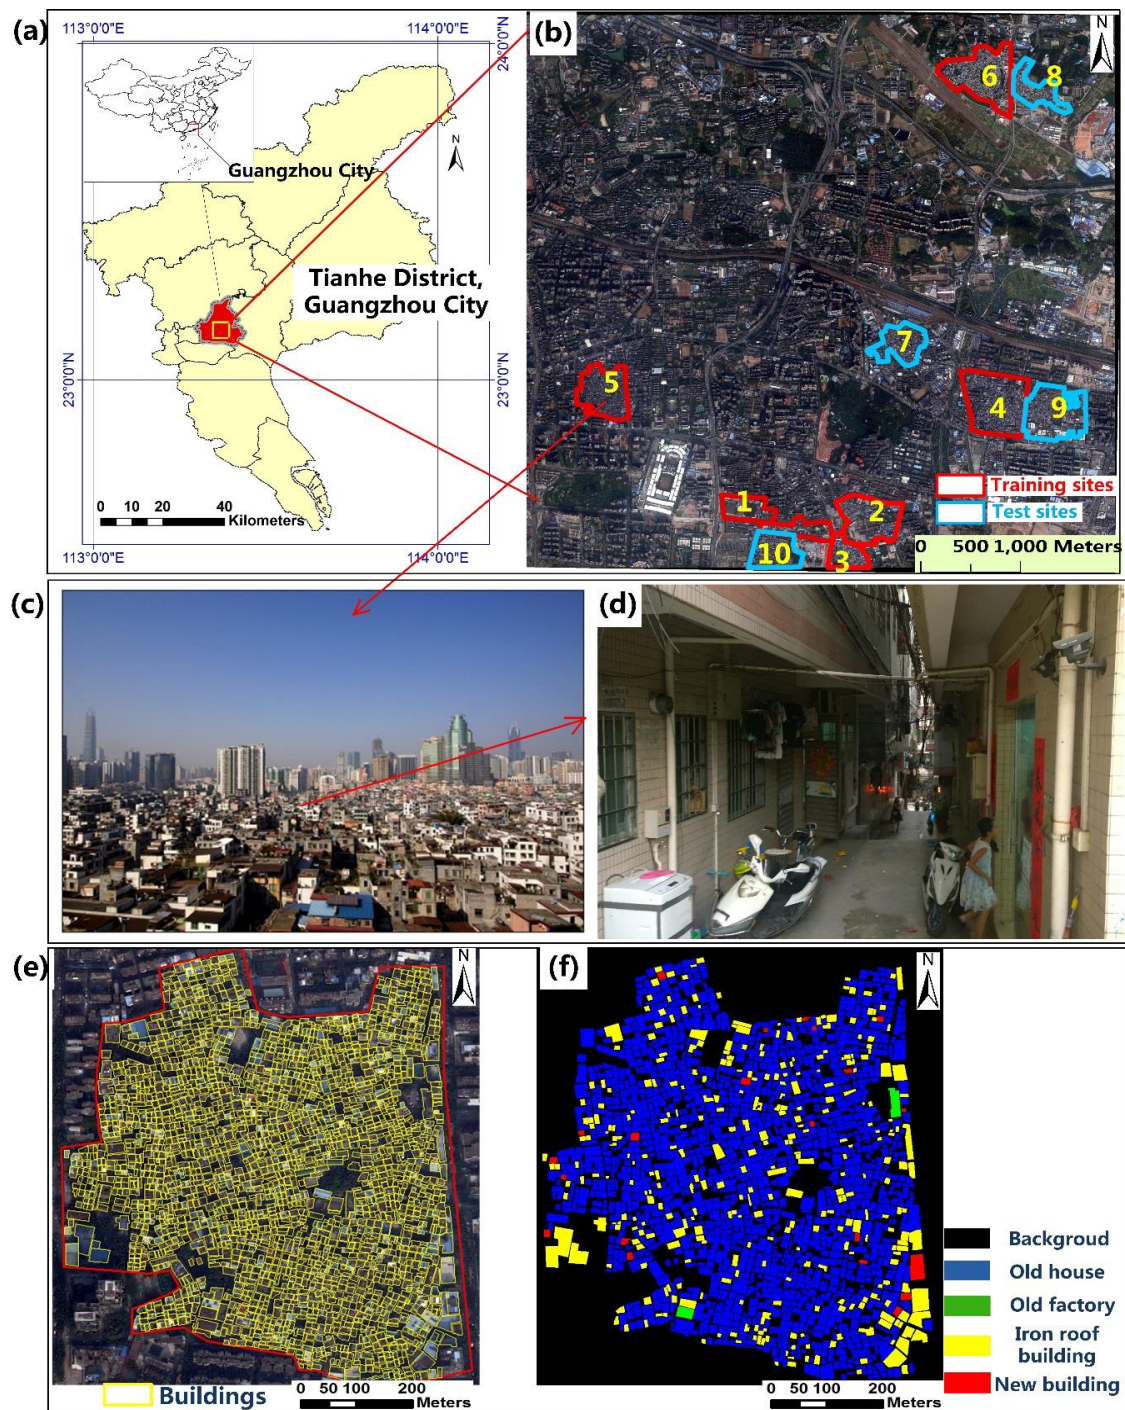 (a)
113°0'0"E
114°0'0"E
24°0'0"N
N
Guangzhou City
Tianhe District,
Guangzhou City
23°0'0"N
23°0'0"N
0 10 20 40
Kilometers
113°0'0"E
114°0'0"E
(b)
N
6
8
7
5
4
9
1
2
10
3
Training sites
Test sites
0 500 1,000 Meters
(c)
(d)
(e)
N
Buildings
0 50 100 200
Meters
(f)
N
Backgroud
Old house
Old factory
Iron roof
building
New building
0 50 100 200
Meters